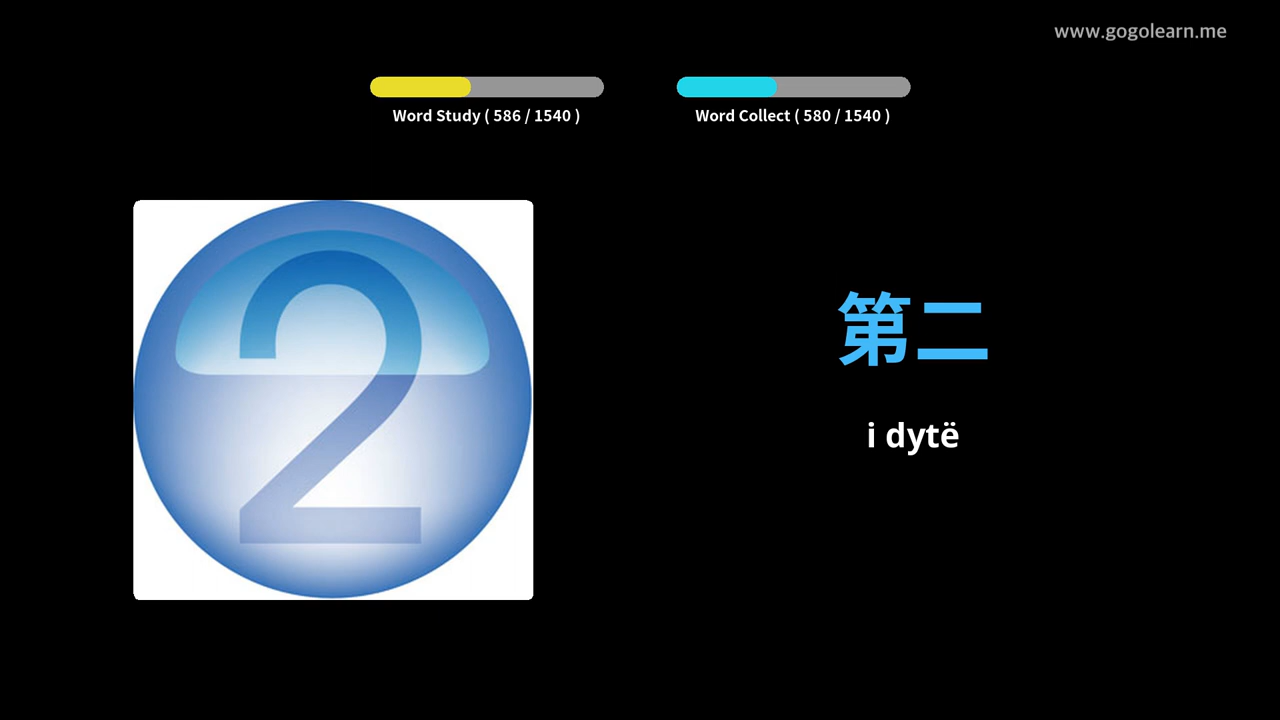 www.gogolearn.me
Word Study ( 586 / 1540 )
Word Collect ( 580 / 1540 )
2
第二
i dytë